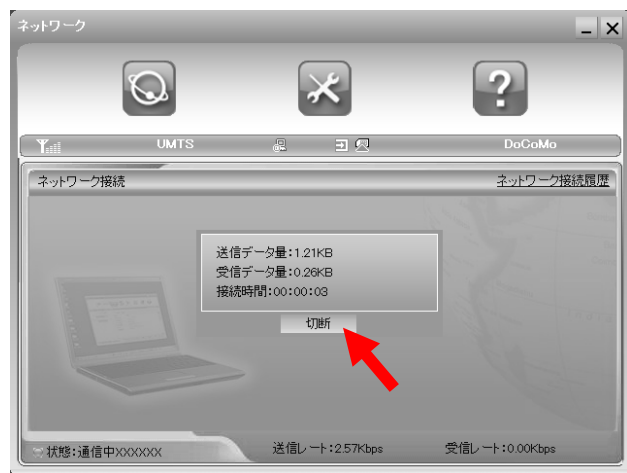 ネットワーク
?
UMTS DoCoMo
ネットワーク接続 ネットワーク接続履歴
送信データ量:1.21KB
受信データ量:0.26KB
接続時間:00:00:03
切断
状態:通信中XXXXXX 送信レート:2.57Kbps 受信レート:0.00Kbps